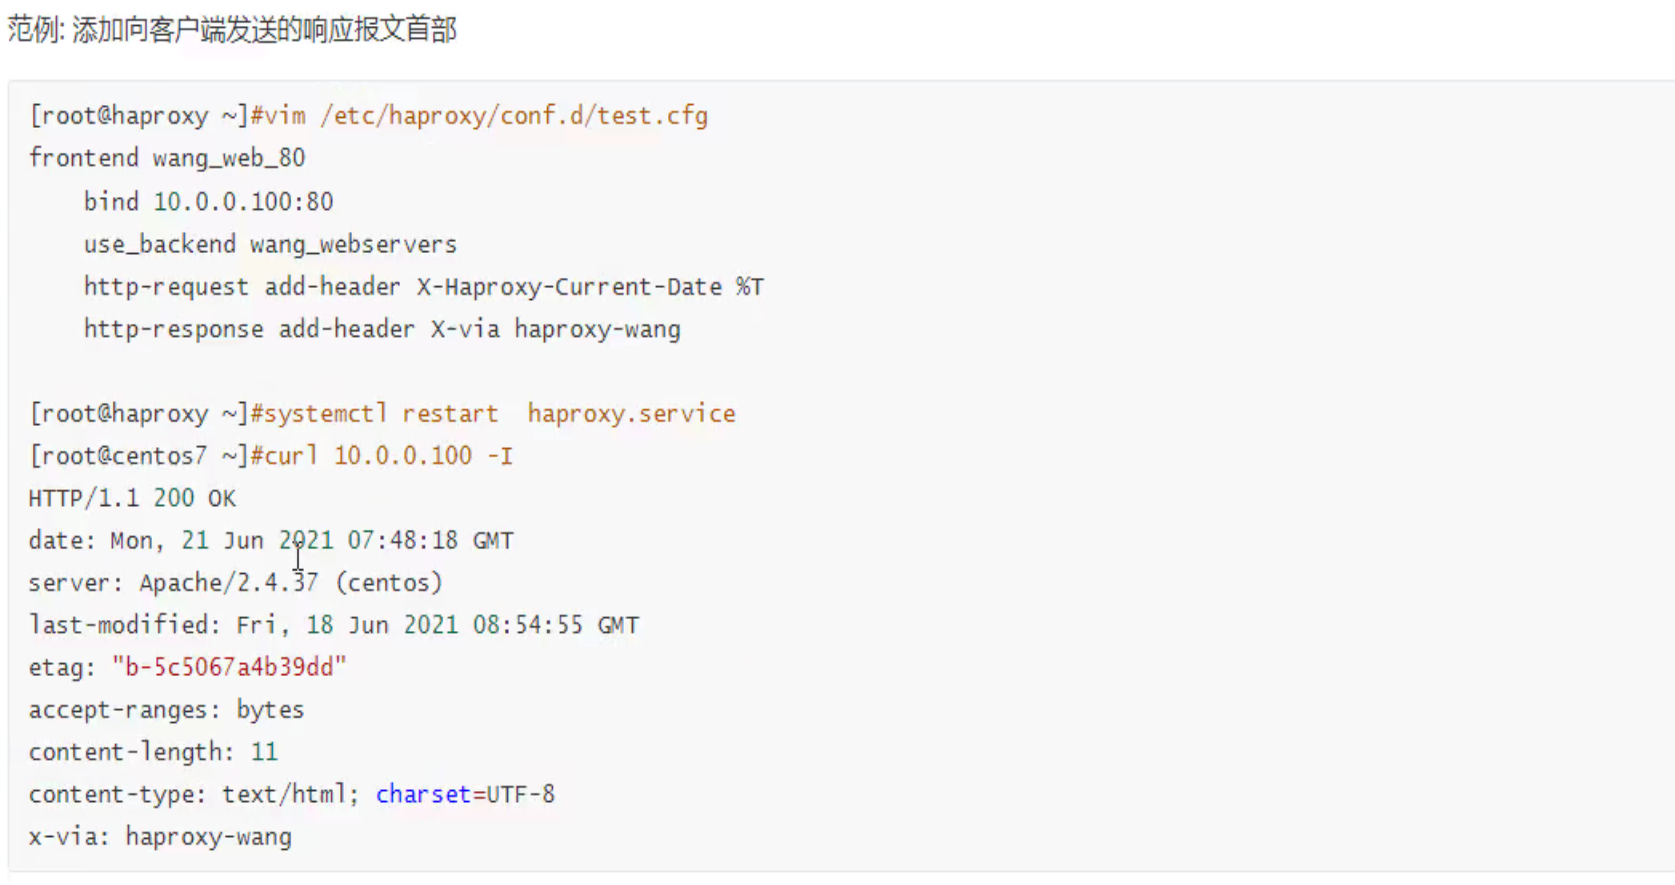 范例: 添加向客户端发送的响应报文首部
[root@haproxy ~]#vim /etc/haproxy/conf.d/test.cfg
frontend wang_web_80
    bind 10.0.0.100:80
    use_backend wang_webservers
    http-request add-header X-Haproxy-Current-Date %T
    http-response add-header X-via haproxy-wang
[root@haproxy ~]#systemctl restart  haproxy.service
[root@centos7 ~]#curl 10.0.0.100 -I
HTTP/1.1 200 OK
date: Mon, 21 Jun 2021 07:48:18 GMT
server: Apache/2.4.37 (centos)
last-modified: Fri, 18 Jun 2021 08:54:55 GMT
etag: "b-5c5067a4b39dd"
accept-ranges: bytes
content-length: 11
content-type: text/html; charset=UTF-8
x-via: haproxy-wang